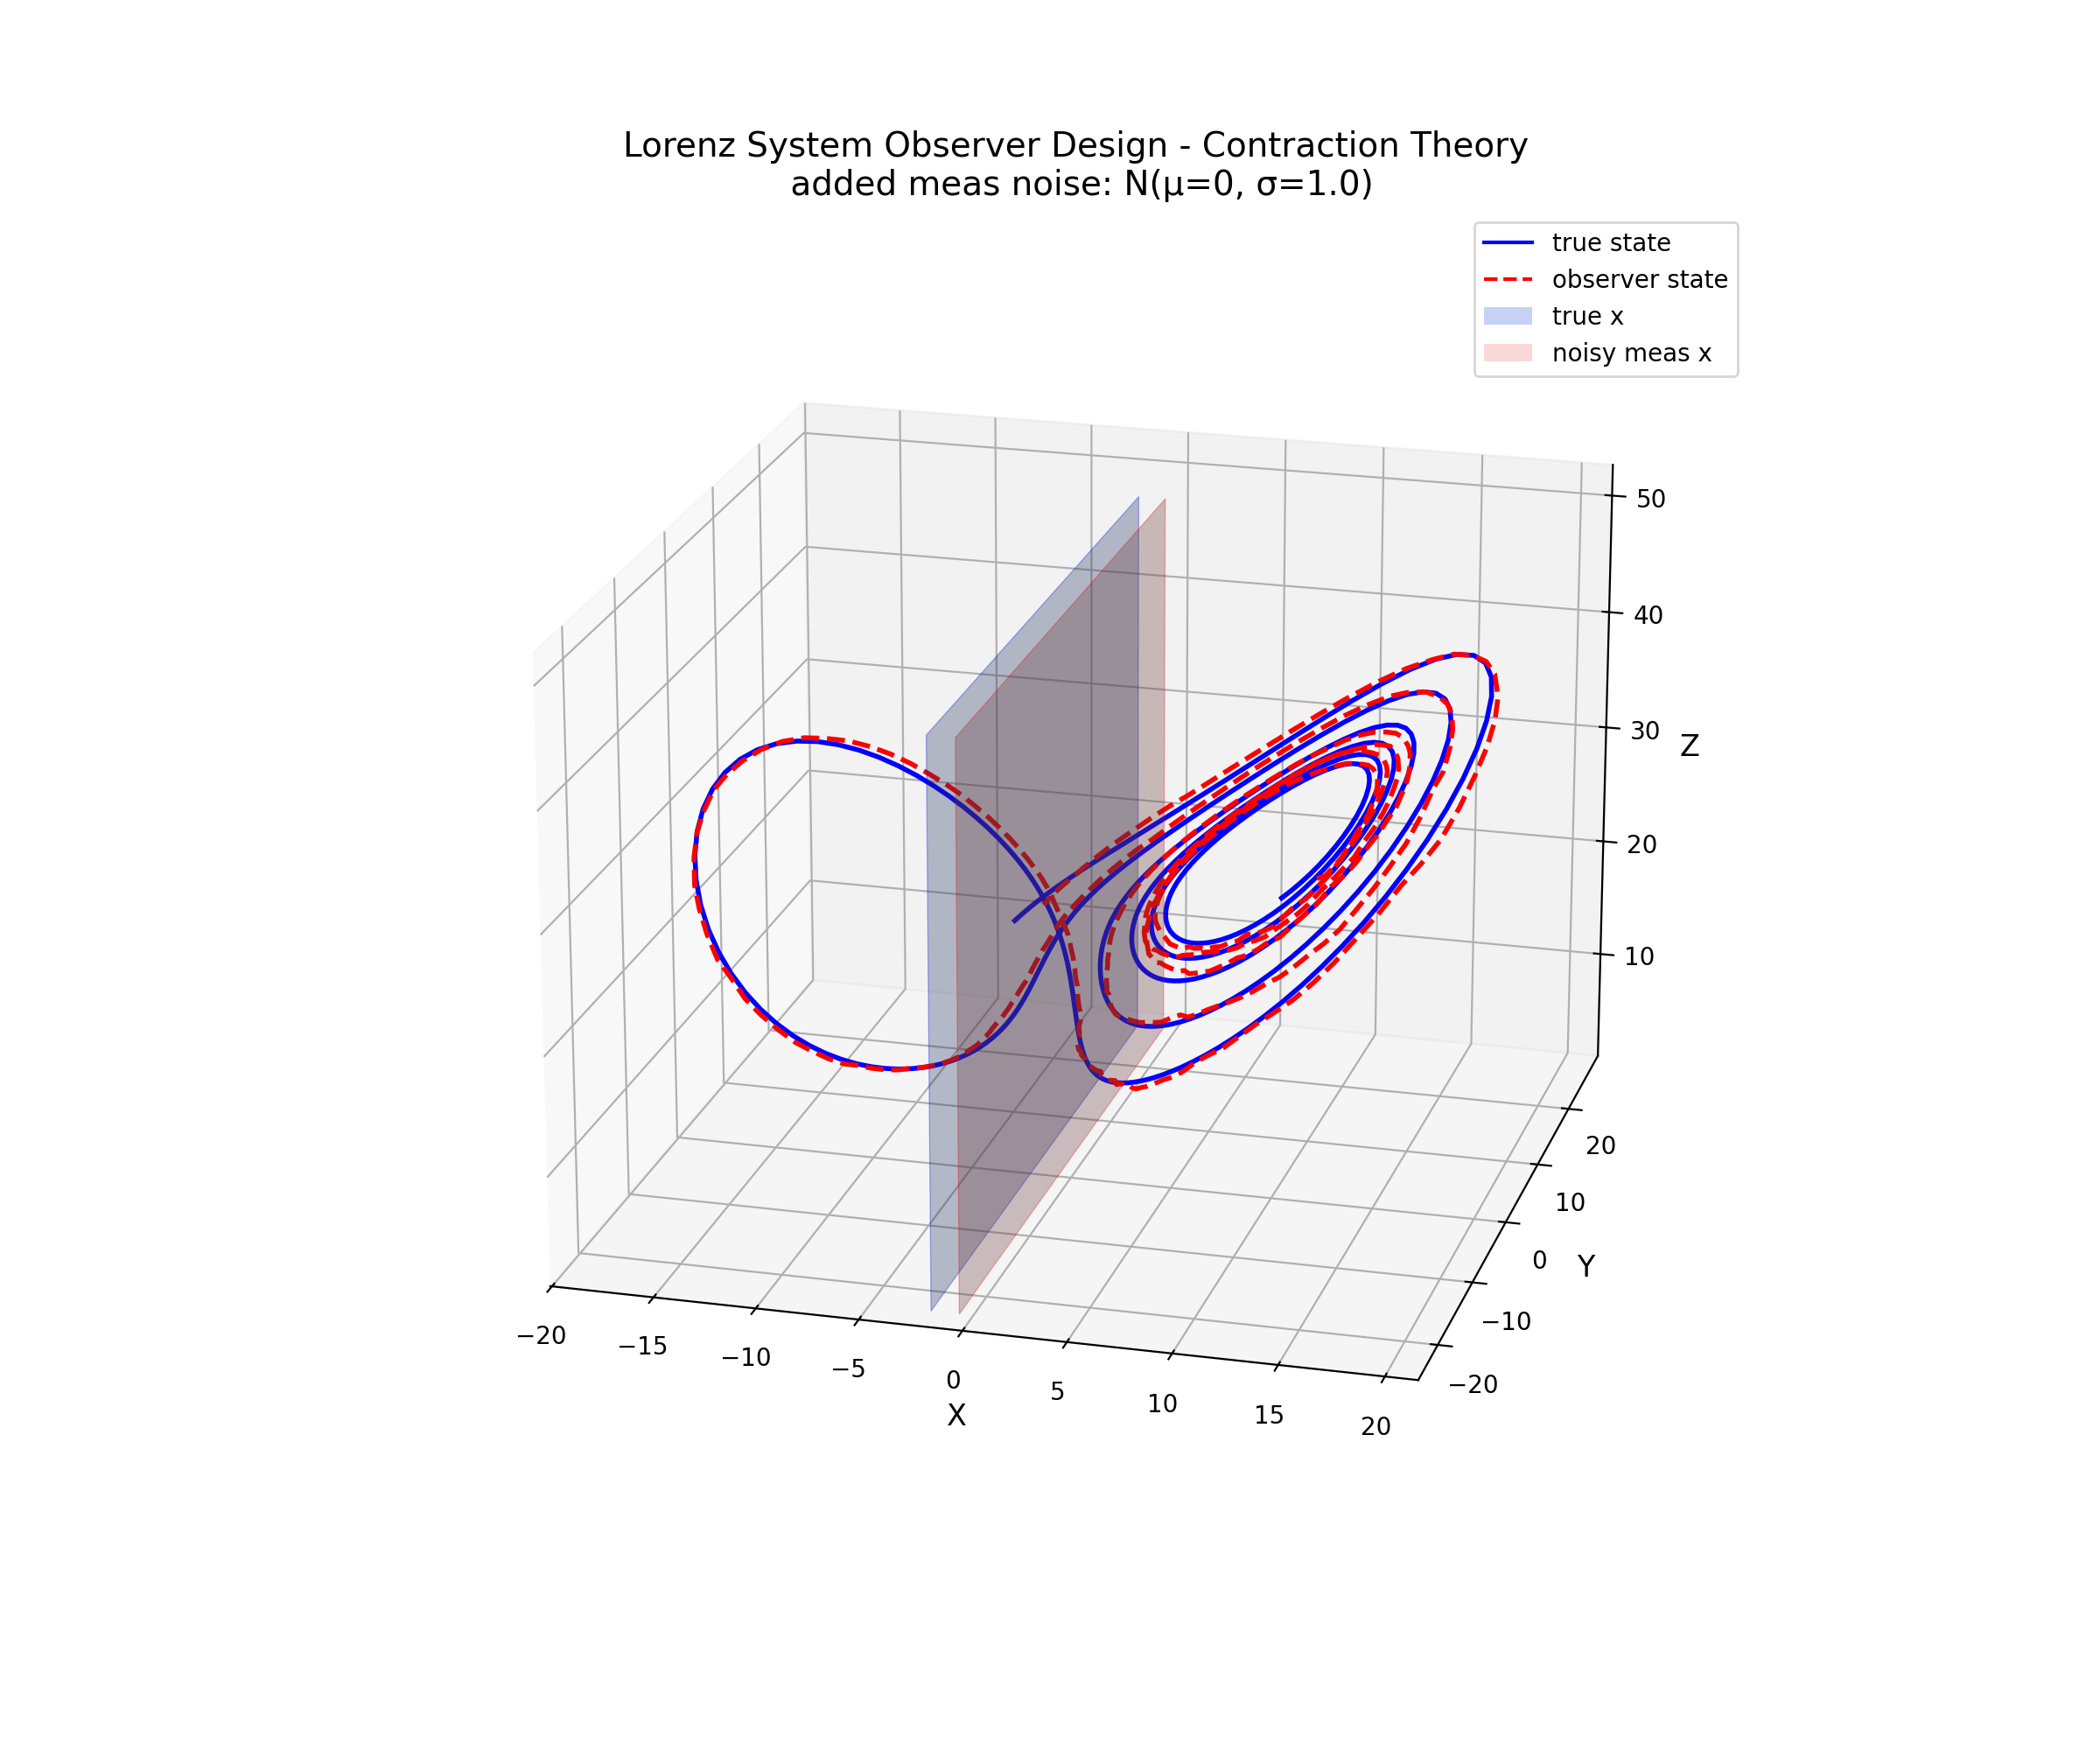 Lorenz System Observer Design - Contraction Theory
added meas noise: N(μ=0, σ=1.0)
true state
observer state
true x
noisy meas x
50
40
30
Z
20
10
20
10
0
Y
−10
−20
−20
−15
−10
−5
0
5
10
15
20
X